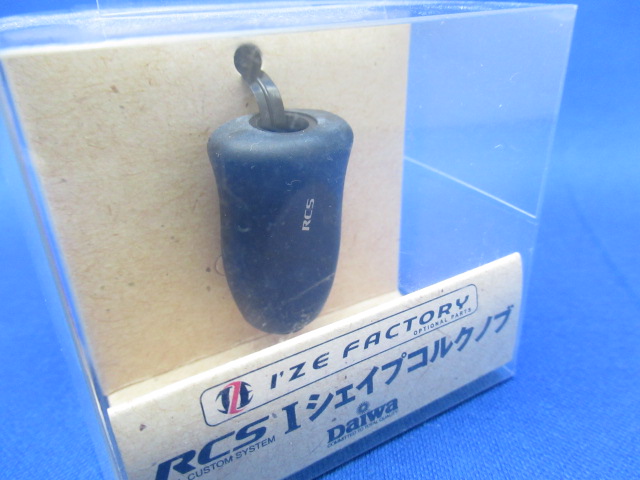 RCS
I'ZE FACTORY
OPTIONAL PARTS
RCS Iシェイプコルクノブ
CUSTOM SYSTEM
Daiwa